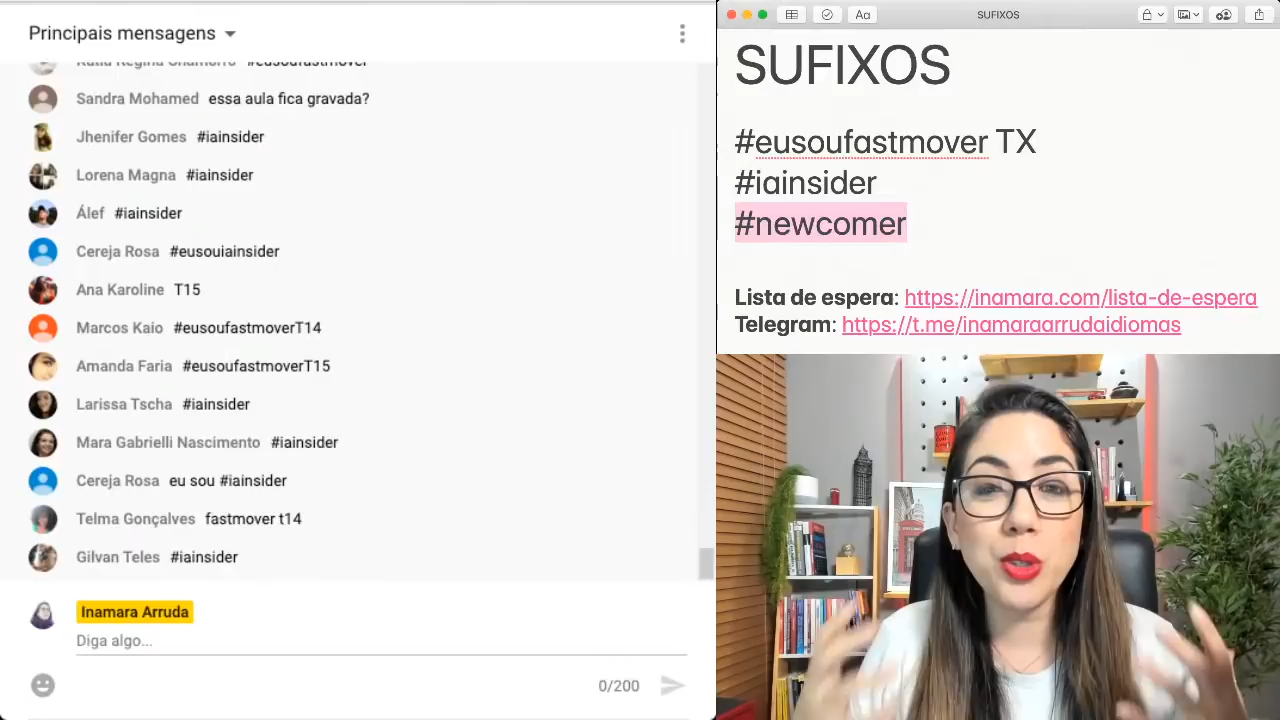 Principais mensagens
#eusoufastmover
Sandra Mohamed essa aula fica gravada?
Jhenifer Gomes #iainsider
Lorena Magna #iainsider
Álef #iainsider
Cereja Rosa #eusouiainsider
Ana Karoline T15
Marcos Kaio #eusoufastmoverT14
Amanda Faria #eusoufastmoverT15
Larissa Tscha #iainsider
Mara Gabrielli Nascimento #iainsider
Cereja Rosa eu sou #iainsider
Telma Gonçalves fastmover t14
Gilvan Teles #iainsider
Inamara Arruda
Diga algo...
0/200
Aa
SUFIXOS
SUFIXOS
#eusoufastmover TX
#iainsider
#newcomer
Lista de espera: https://inamara.com/lista-de-espera
Telegram: https://t.me/inamaraarrudaidiomas